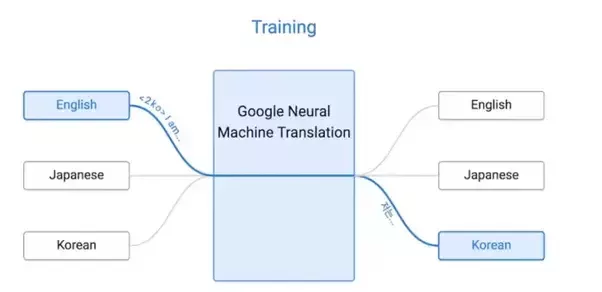 Training
English
<2ko> I am...
Google Neural
Machine Translation
English
Japanese
Japanese
저는...
Korean
Korean